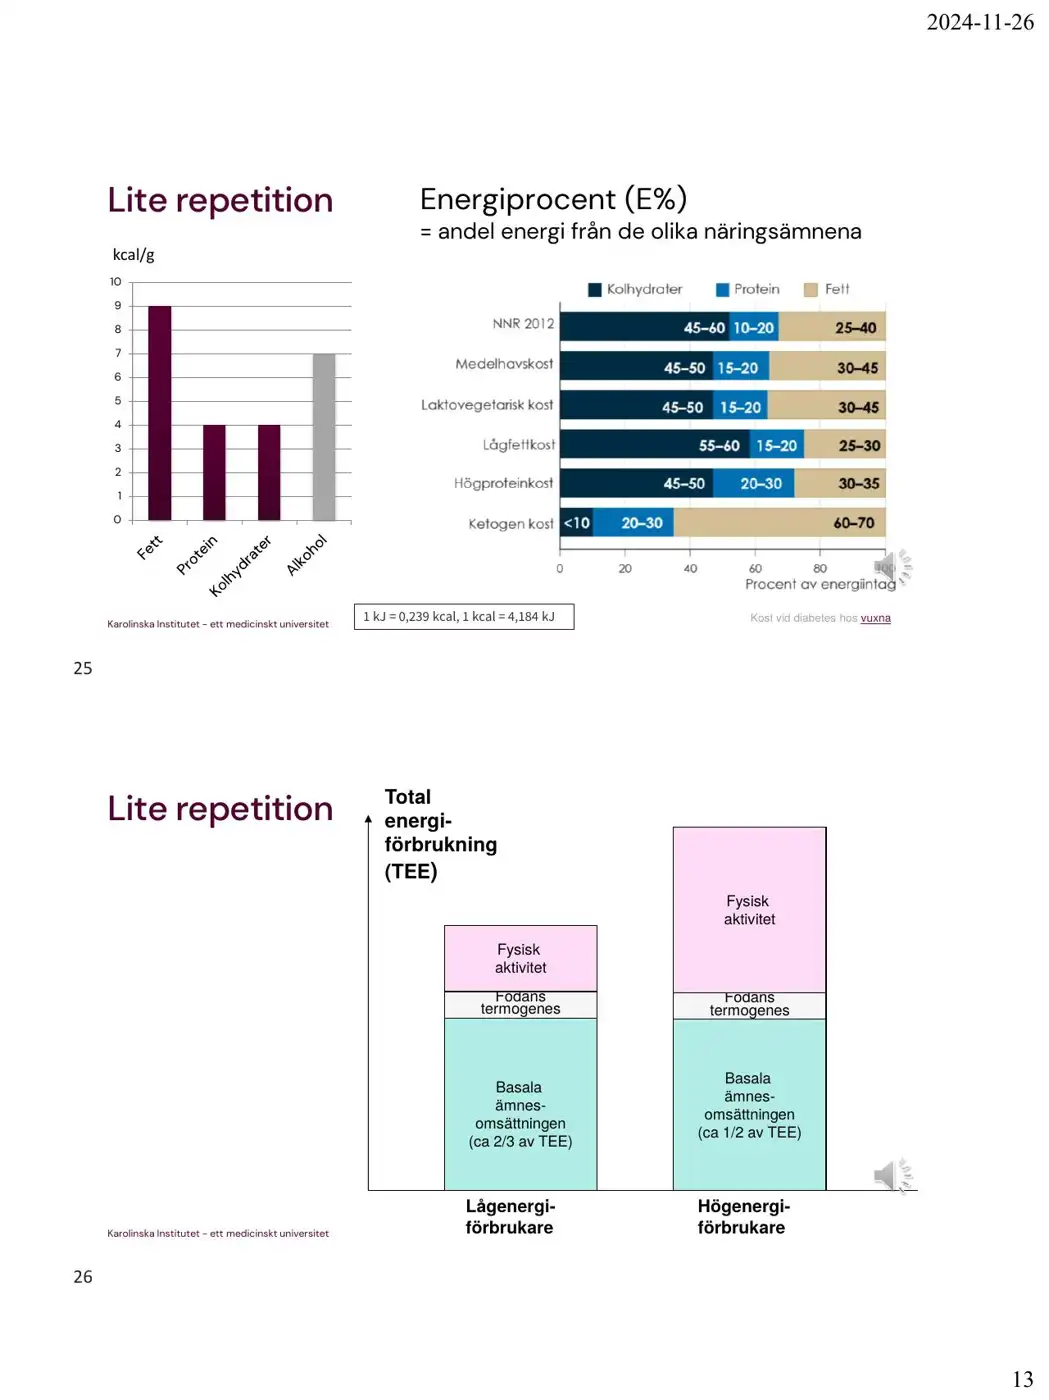 2024-11-26
Lite repetition
kcal/g
10
9
8
7
6
5
4
3
2
1
0
Fett
Protein
Kolhydrater
Alkohol
Energiprocent (E%)
= andel energi från de olika näringsämnena
Kolhydrater Protein Fett
NNR 2012 45–60 10–20 25–40
Medelhavskost 45–50 15–20 30–45
Laktovegetarisk kost 45–50 15–20 30–45
Lågfettkost 55–60 15–20 25–30
Högproteinkost 45–50 20–30 30–35
Ketogen kost <10 20–30 60–70
0 20 40 60 80 100
Procent av energiintag
Karolinska Institutet - ett medicinskt universitet
1 kJ = 0,239 kcal, 1 kcal = 4,184 kJ
Kost vid diabetes hos vuxna
25
Lite repetition
Total
energi-
förbrukning
(TEE)
Fysisk
aktivitet
Födans
termogenes
Basala
ämnes-
omsättningen
(ca 2/3 av TEE)
Lågenergi-
förbrukare
Fysisk
aktivitet
Födans
termogenes
Basala
ämnes-
omsättningen
(ca 1/2 av TEE)
Högenergi-
förbrukare
Karolinska Institutet - ett medicinskt universitet
26
13